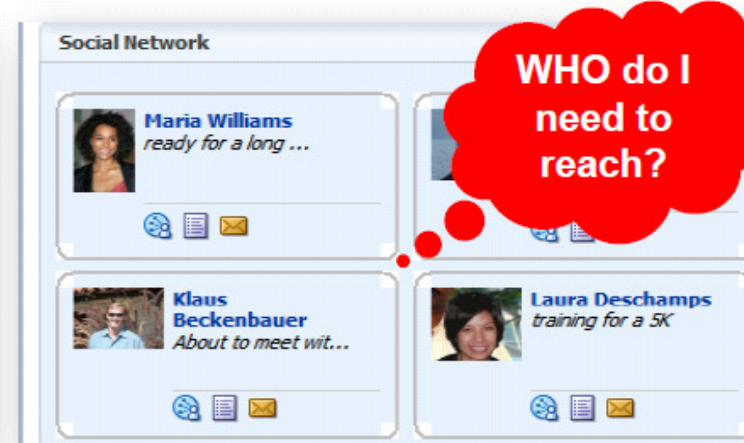 Social Network
WHO do I
need to
reach?
Maria Williams
ready for a long ...
Klaus
Beckenbauer
About to meet wit...
Laura Deschamps
training for a 5K